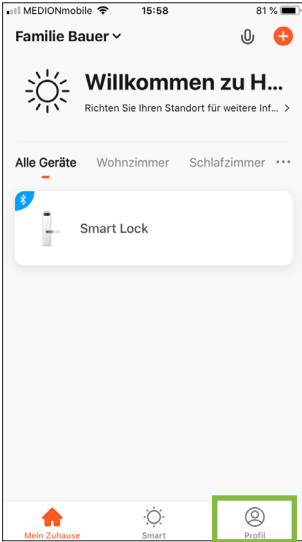 MEDIONmobile 15:58 81 %
Familie Bauer
Willkommen zu H...
Richten Sie Ihren Standort für weitere Inf... >
Alle Geräte Wohnzimmer Schlafzimmer ...
Smart Lock
Mein Zuhause Smart Profil